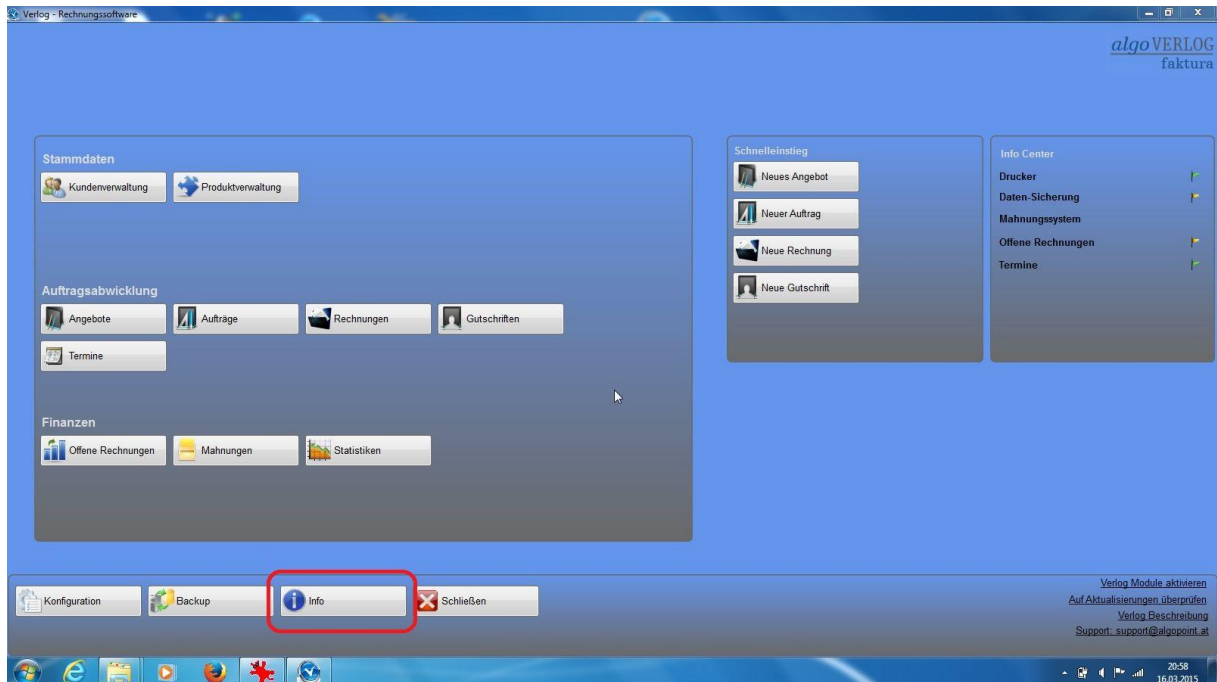 Verlog - Rechnungssoftware
algoVERLOG
faktura
Stammdaten
Kundenverwaltung
Produktverwaltung
Auftragsabwicklung
Angebote
Aufträge
Rechnungen
Gutschriften
Termine
Finanzen
Offene Rechnungen
Mahnungen
Statistiken
Schnelleinstieg
Neues Angebot
Neuer Auftrag
Neue Rechnung
Neue Gutschrift
Info Center
Drucker
Daten-Sicherung
Mahnungssystem
Offene Rechnungen
Termine
Konfiguration
Backup
Info
Schließen
Verlog Module aktivieren
Auf Aktualisierungen überprüfen
Verlog Beschreibung
Support: support@algopoint.at
20:58
16.03.2015